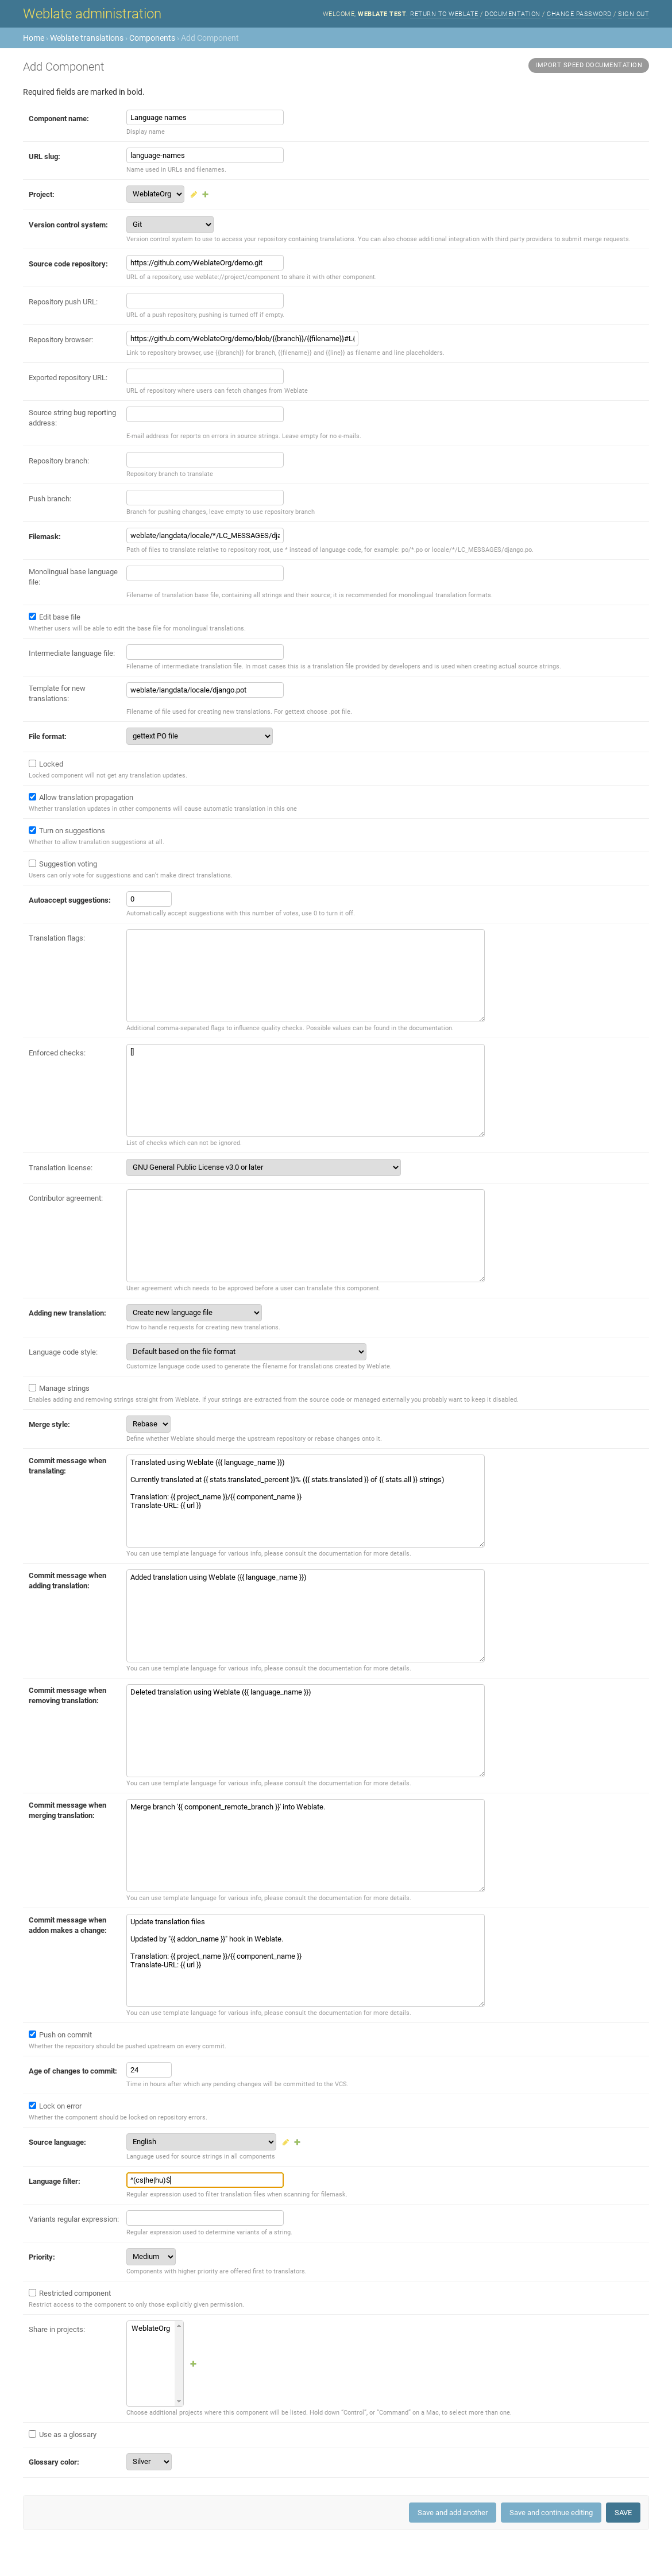 Weblate administration
WELCOME, WEBLATE TEST. RETURN TO WEBLATE / DOCUMENTATION / CHANGE PASSWORD / SIGN OUT
Home › Weblate translations › Components › Add Component
Add Component
IMPORT SPEED DOCUMENTATION
Required fields are marked in bold.
Component name: Language names
Display name
URL slug: language-names
Name used in URLs and filenames.
Project: WeblateOrg
Version control system: Git
Version control system to use to access your repository containing translations. You can also choose additional integration with third party providers to submit merge requests.
Source code repository: https://github.com/WeblateOrg/demo.git
URL of a repository, use weblate://project/component to share it with other component.
Repository push URL:
URL of a push repository, pushing is turned off if empty.
Repository browser: https://github.com/WeblateOrg/demo/blob/{{branch}}/{{filename}}#L{
Link to repository browser, use {{branch}} for branch, {{filename}} and {{line}} as filename and line placeholders.
Exported repository URL:
URL of repository where users can fetch changes from Weblate
Source string bug reporting
address:
E-mail address for reports on errors in source strings. Leave empty for no e-mails.
Repository branch:
Repository branch to translate
Push branch:
Branch for pushing changes, leave empty to use repository branch
Filemask: weblate/langdata/locale/*/LC_MESSAGES/dja
Path of files to translate relative to repository root, use * instead of language code, for example: po/*.po or locale/*/LC_MESSAGES/django.po.
Monolingual base language
file:
Filename of translation base file, containing all strings and their source; it is recommended for monolingual translation formats.
Edit base file
Whether users will be able to edit the base file for monolingual translations.
Intermediate language file:
Filename of intermediate translation file. In most cases this is a translation file provided by developers and is used when creating actual source strings.
Template for new
translations: weblate/langdata/locale/django.pot
Filename of file used for creating new translations. For gettext choose .pot file.
File format: gettext PO file
Locked
Locked component will not get any translation updates.
Allow translation propagation
Whether translation updates in other components will cause automatic translation in this one
Turn on suggestions
Whether to allow translation suggestions at all.
Suggestion voting
Users can only vote for suggestions and can't make direct translations.
Autoaccept suggestions: 0
Automatically accept suggestions with this number of votes, use 0 to turn it off.
Translation flags:
Additional comma-separated flags to influence quality checks. Possible values can be found in the documentation.
Enforced checks: []
List of checks which can not be ignored.
Translation license: GNU General Public License v3.0 or later
Contributor agreement:
User agreement which needs to be approved before a user can translate this component.
Adding new translation: Create new language file
How to handle requests for creating new translations.
Language code style: Default based on the file format
Customize language code used to generate the filename for translations created by Weblate.
Manage strings
Enables adding and removing strings straight from Weblate. If your strings are extracted from the source code or managed externally you probably want to keep it disabled.
Merge style: Rebase
Define whether Weblate should merge the upstream repository or rebase changes onto it.
Commit message when
translating:
Translated using Weblate ({{ language_name }})
Currently translated at {{ stats.translated_percent }}% ({{ stats.translated }} of {{ stats.all }} strings)
Translation: {{ project_name }}/{{ component_name }}
Translate-URL: {{ url }}
You can use template language for various info, please consult the documentation for more details.
Commit message when
adding translation:
Added translation using Weblate ({{ language_name }})
You can use template language for various info, please consult the documentation for more details.
Commit message when
removing translation:
Deleted translation using Weblate ({{ language_name }})
You can use template language for various info, please consult the documentation for more details.
Commit message when
merging translation:
Merge branch '{{ component_remote_branch }}' into Weblate.
You can use template language for various info, please consult the documentation for more details.
Commit message when
addon makes a change:
Update translation files
Updated by "{{ addon_name }}" hook in Weblate.
Translation: {{ project_name }}/{{ component_name }}
Translate-URL: {{ url }}
You can use template language for various info, please consult the documentation for more details.
Push on commit
Whether the repository should be pushed upstream on every commit.
Age of changes to commit: 24
Time in hours after which any pending changes will be committed to the VCS.
Lock on error
Whether the component should be locked on repository errors.
Source language: English
Language used for source strings in all components
Language filter: ^(cs|he|hu)$
Regular expression used to filter translation files when scanning for filemask.
Variants regular expression:
Regular expression used to determine variants of a string.
Priority: Medium
Components with higher priority are offered first to translators.
Restricted component
Restrict access to the component to only those explicitly given permission.
Share in projects: WeblateOrg
Choose additional projects where this component will be listed. Hold down "Control", or "Command" on a Mac, to select more than one.
Use as a glossary
Glossary color: Silver
Save and add another
Save and continue editing
SAVE